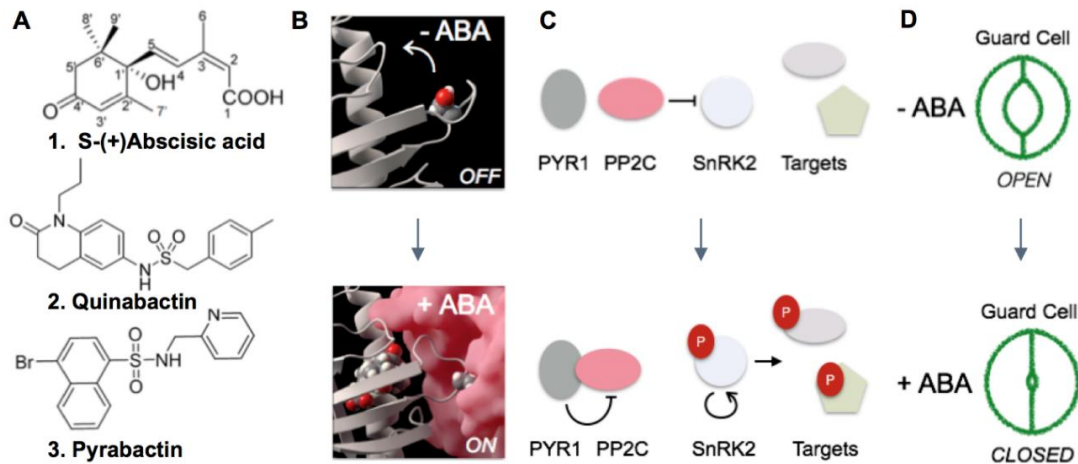 A
8'
9'
6
5'
6'
5
3
2
1'
4
OH
COOH
4'
2'
1
O
3'
7'
1. S-(+)Abscisic acid
O
N
O
O
S
N
H
2. Quinabactin
N
O
Br
S
N
H
O
3. Pyrabactin
B
- ABA
OFF
+ ABA
ON
C
PYR1 PP2C SnRK2 Targets
P
P
P
PYR1 PP2C SnRK2 Targets
D
Guard Cell
- ABA
OPEN
Guard Cell
+ ABA
CLOSED